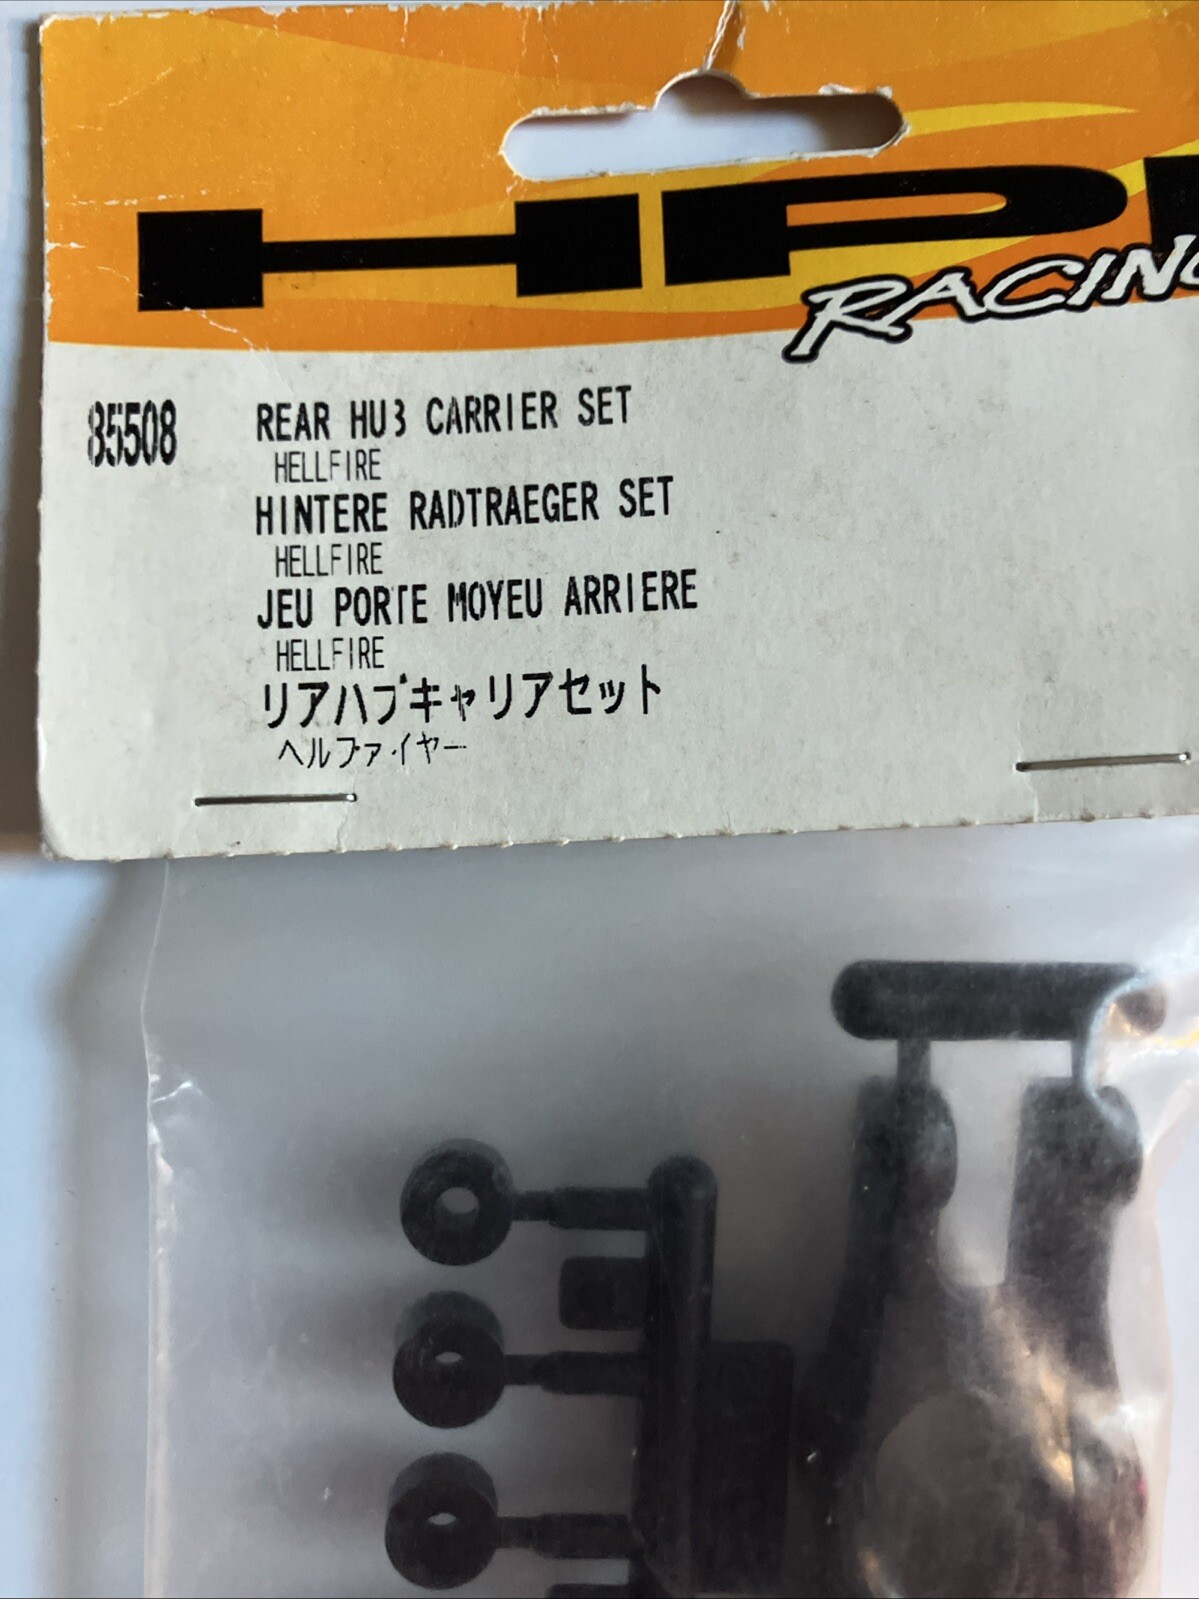 HPI
RACING
85508 REAR HUB CARRIER SET
HELLFIRE
HINTERE RADTRAEGER SET
HELLFIRE
JEU PORTE MOYEU ARRIERE
HELLFIRE
リアハブキャリアセット
ヘルファイヤー